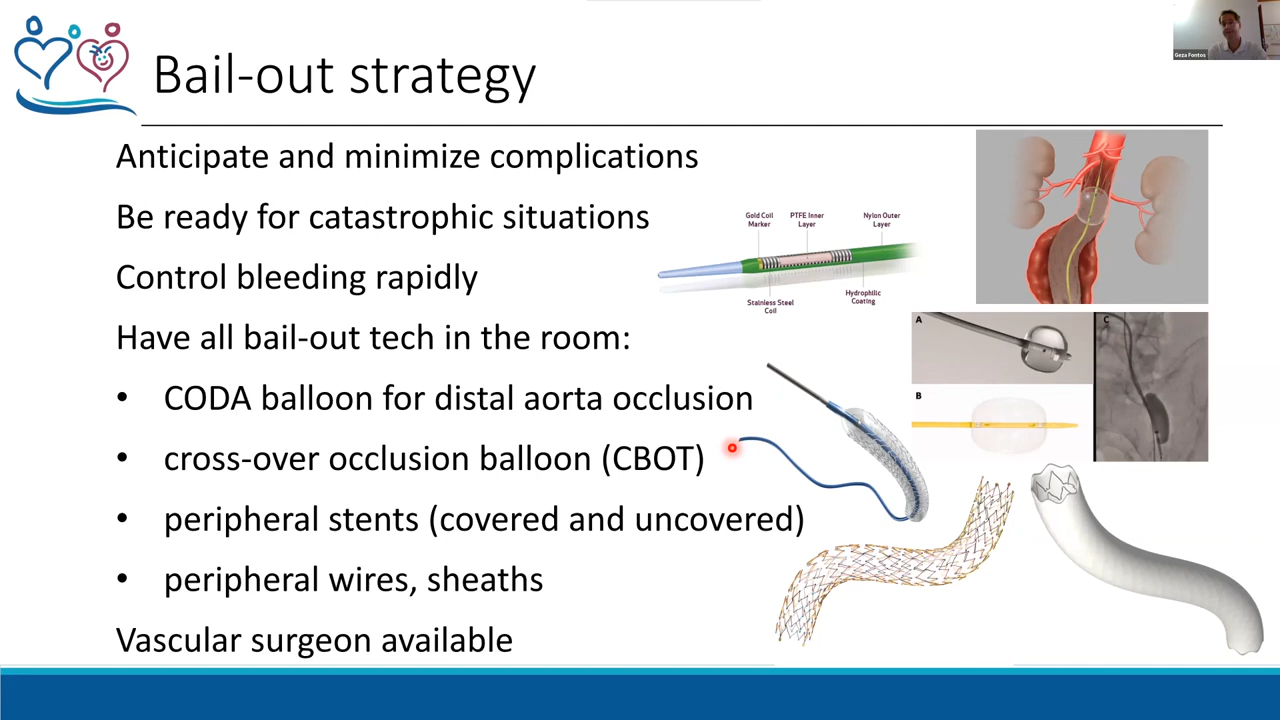 Bail-out strategy
Geza Fontos
Anticipate and minimize complications
Be ready for catastrophic situations
Control bleeding rapidly
Have all bail-out tech in the room:
• CODA balloon for distal aorta occlusion
• cross-over occlusion balloon (CBOT)
• peripheral stents (covered and uncovered)
• peripheral wires, sheaths
Vascular surgeon available
Gold Coil
Marker
PTFE Inner
Layer
Nylon Outer
Layer
Stainless Steel
Coil
Hydrophilic
Coating
A
B
C